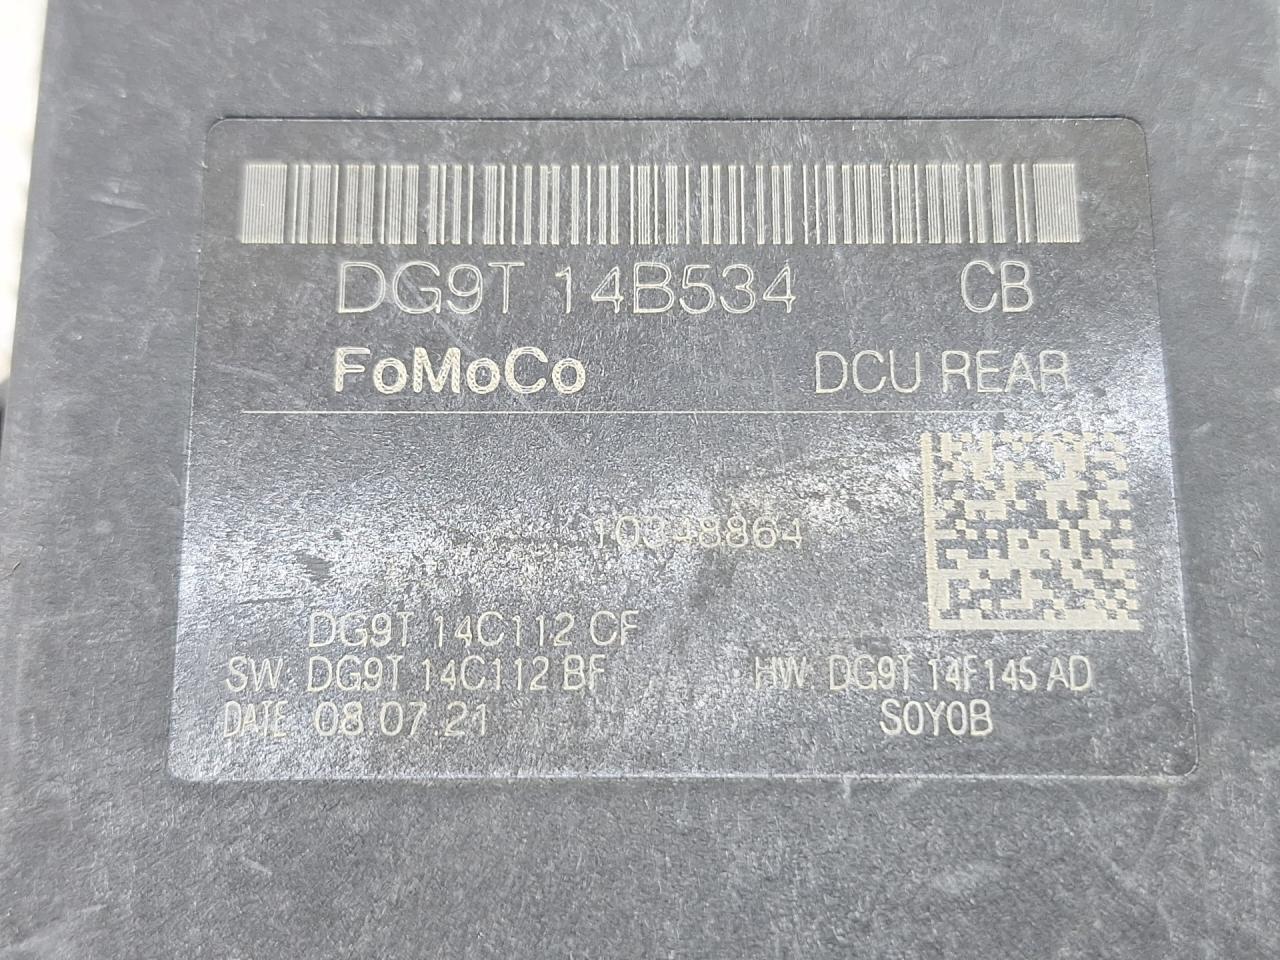 DG9T 14B534 CB
FoMoCo DCU REAR
10348864
DG9T 14C112 CF
SW: DG9T 14C112 BF HW: DG9T 14F145 AD
DATE 08.07.21 S0Y0B